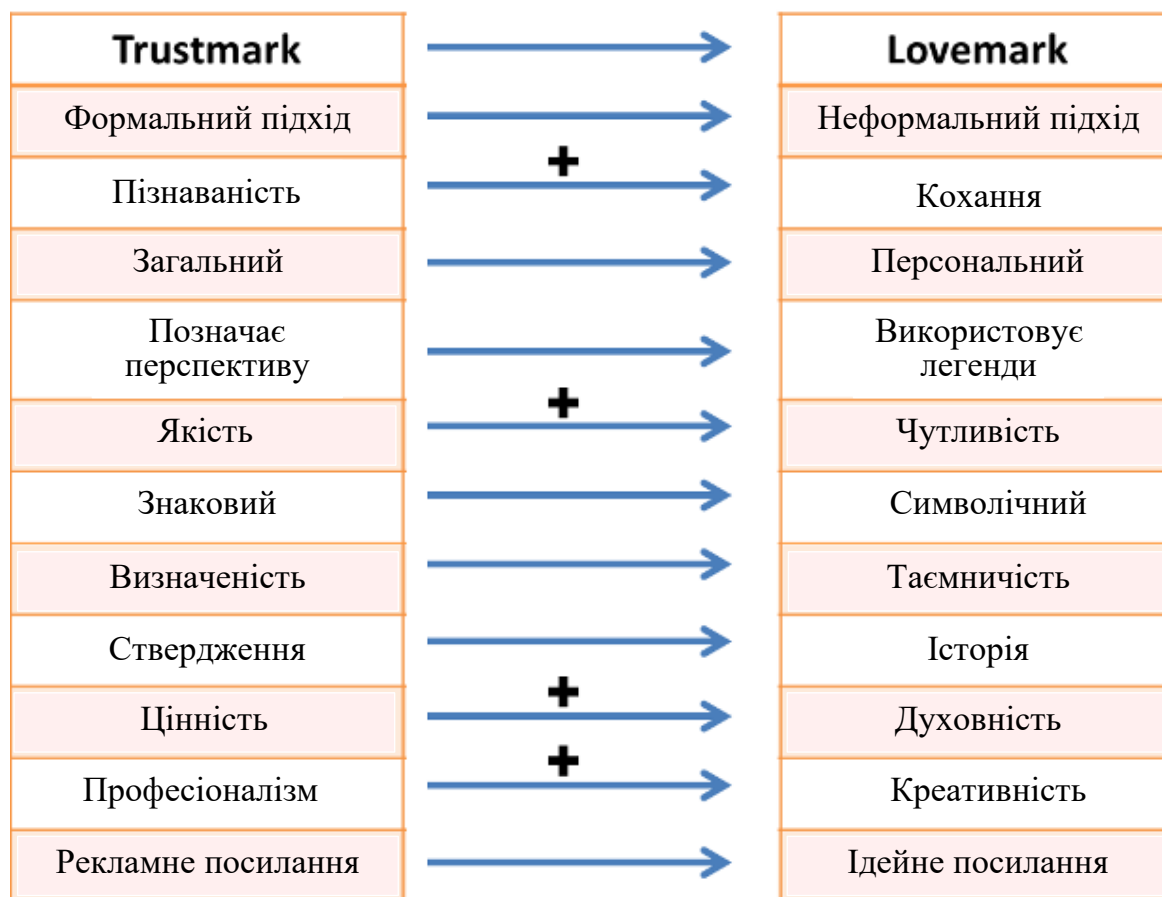 Trustmark
Lovemark
Формальний підхід
Неформальний підхід
+
Пізнаваність
Кохання
Загальний
Персональний
Позначає
перспективу
Використовує
легенди
+
Якість
Чутливість
Знаковий
Символічний
Визначеність
Таємничість
Ствердження
Історія
+
Цінність
Духовність
+
Професіоналізм
Креативність
Рекламне посилання
Ідейне посилання